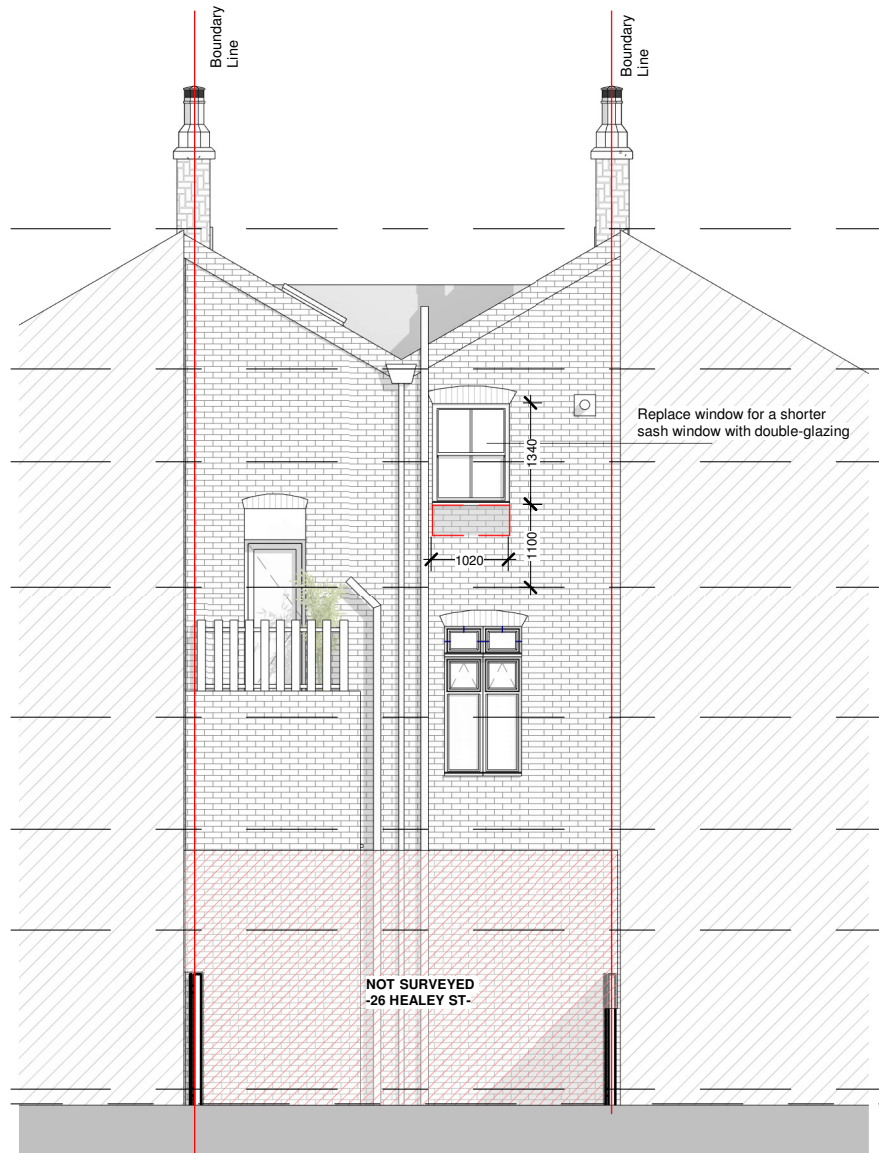 Boundary
Line
Boundary
Line
Replace window for a shorter
sash window with double-glazing
1340
1100
1020
NOT SURVEYED
-26 HEALEY ST-